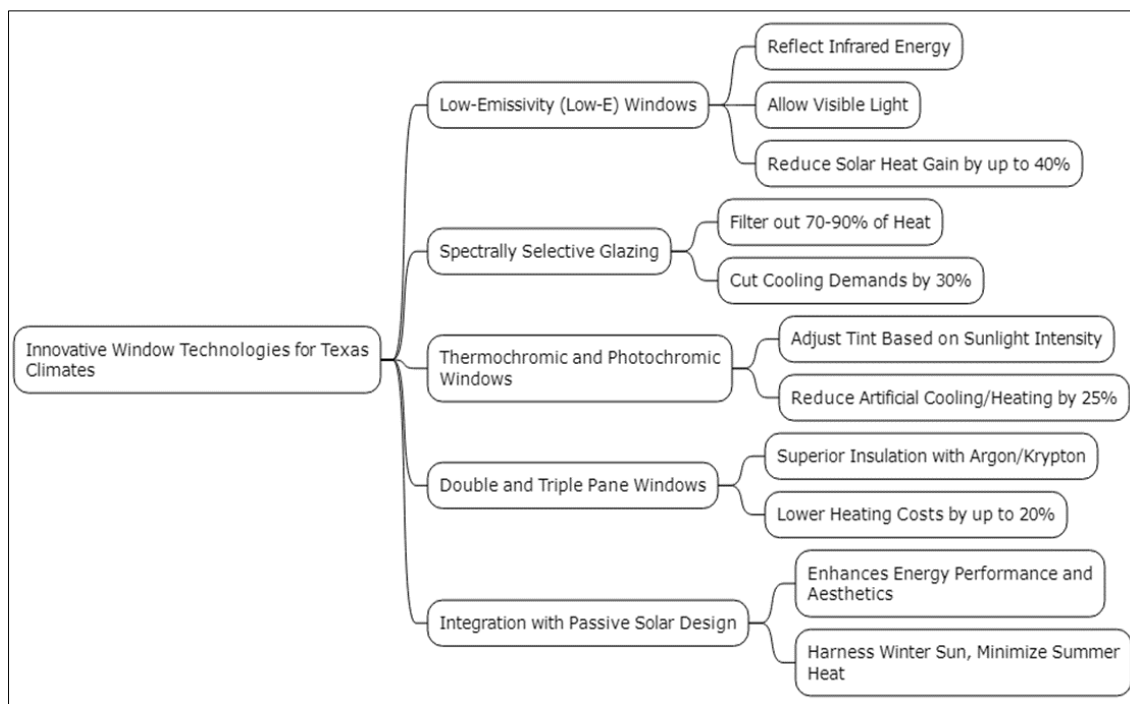 Innovative Window Technologies for Texas
Climates
Low-Emissivity (Low-E) Windows
Reflect Infrared Energy
Allow Visible Light
Reduce Solar Heat Gain by up to 40%
Spectrally Selective Glazing
Filter out 70-90% of Heat
Cut Cooling Demands by 30%
Thermochromic and Photochromic
Windows
Adjust Tint Based on Sunlight Intensity
Reduce Artificial Cooling/Heating by 25%
Double and Triple Pane Windows
Superior Insulation with Argon/Krypton
Lower Heating Costs by up to 20%
Integration with Passive Solar Design
Enhances Energy Performance and
Aesthetics
Harness Winter Sun, Minimize Summer
Heat